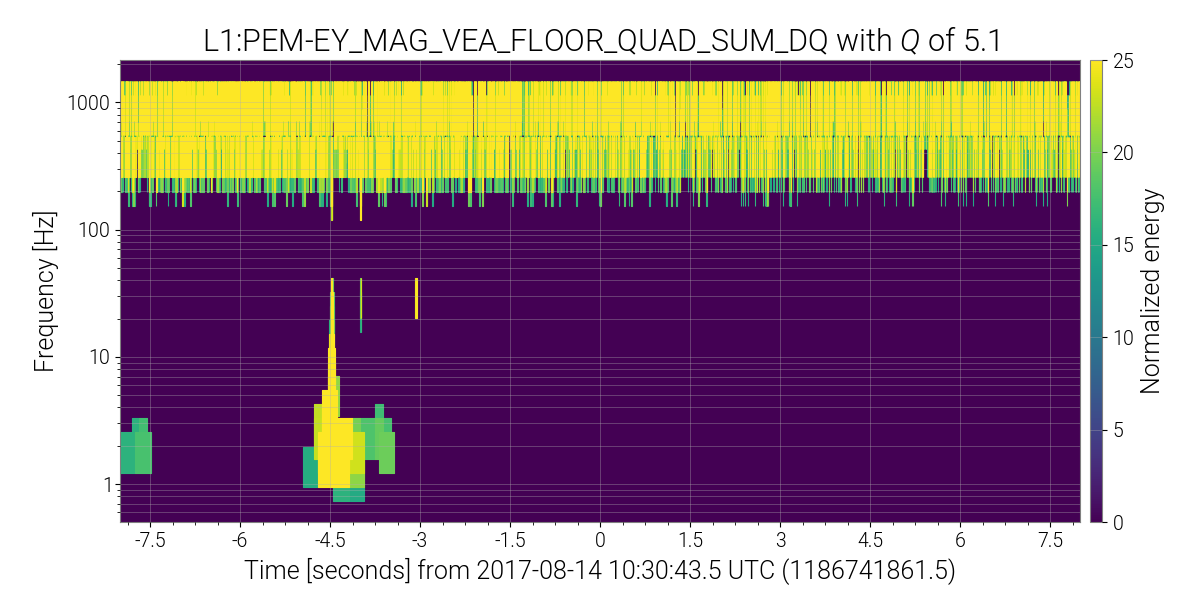 L1:PEM-EY_MAG_VEA_FLOOR_QUAD_SUM_DQ with Q of 5.1
25
20
15
10
5
0
Normalized energy
1000
100
10
1
Frequency [Hz]
-7.5 -6 -4.5 -3 -1.5 0 1.5 3 4.5 6 7.5
Time [seconds] from 2017-08-14 10:30:43.5 UTC (1186741861.5)